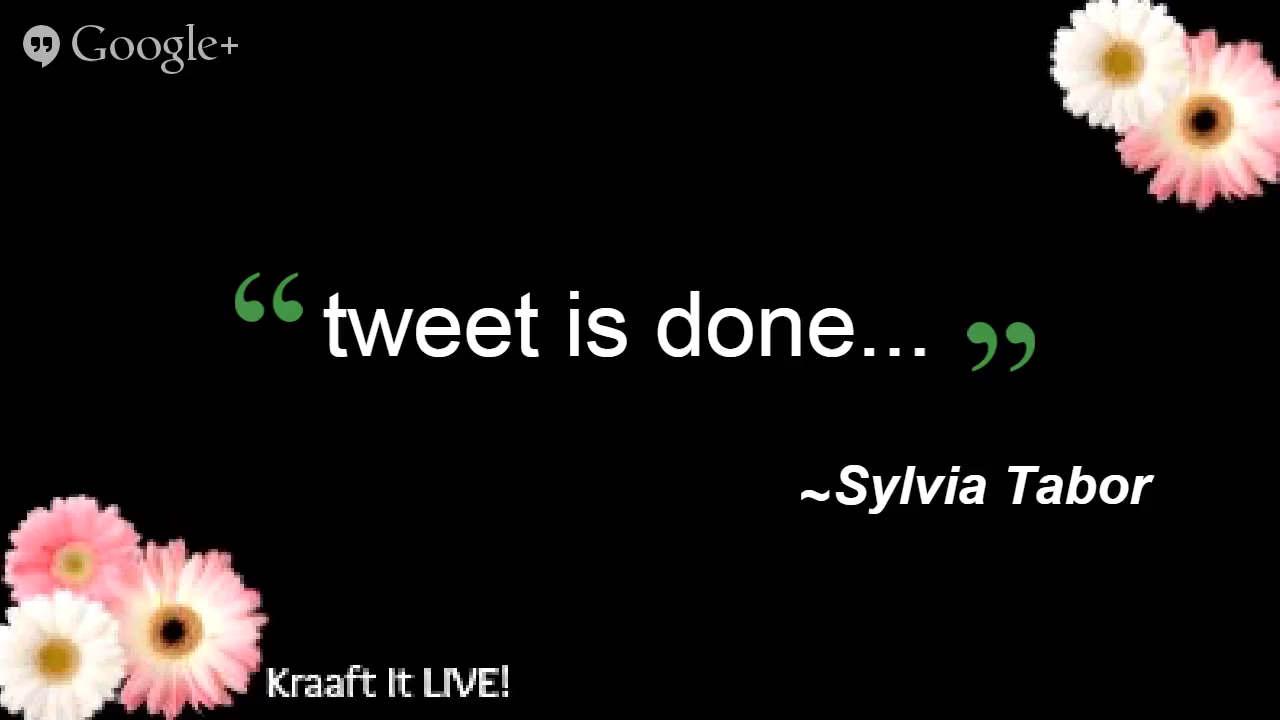 Google+
“ tweet is done... ”
~Sylvia Tabor
Kraaft It LIVE!